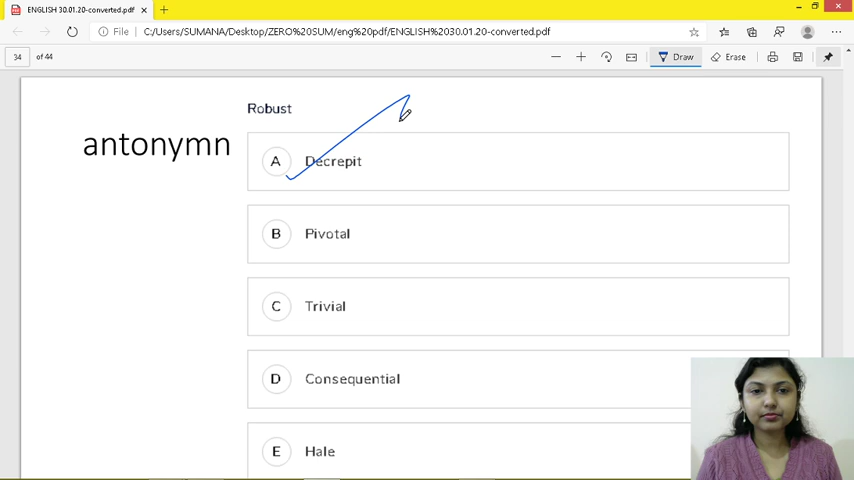 ENGLISH 30.01.20-converted.pdf
File C:/Users/SUMANA/Desktop/ZERO%20SUM/eng%20pdf/ENGLISH%2030.01.20-converted.pdf
34 of 44 Draw Erase
Robust
antonymn
A Decrepit
B Pivotal
C Trivial
D Consequential
E Hale